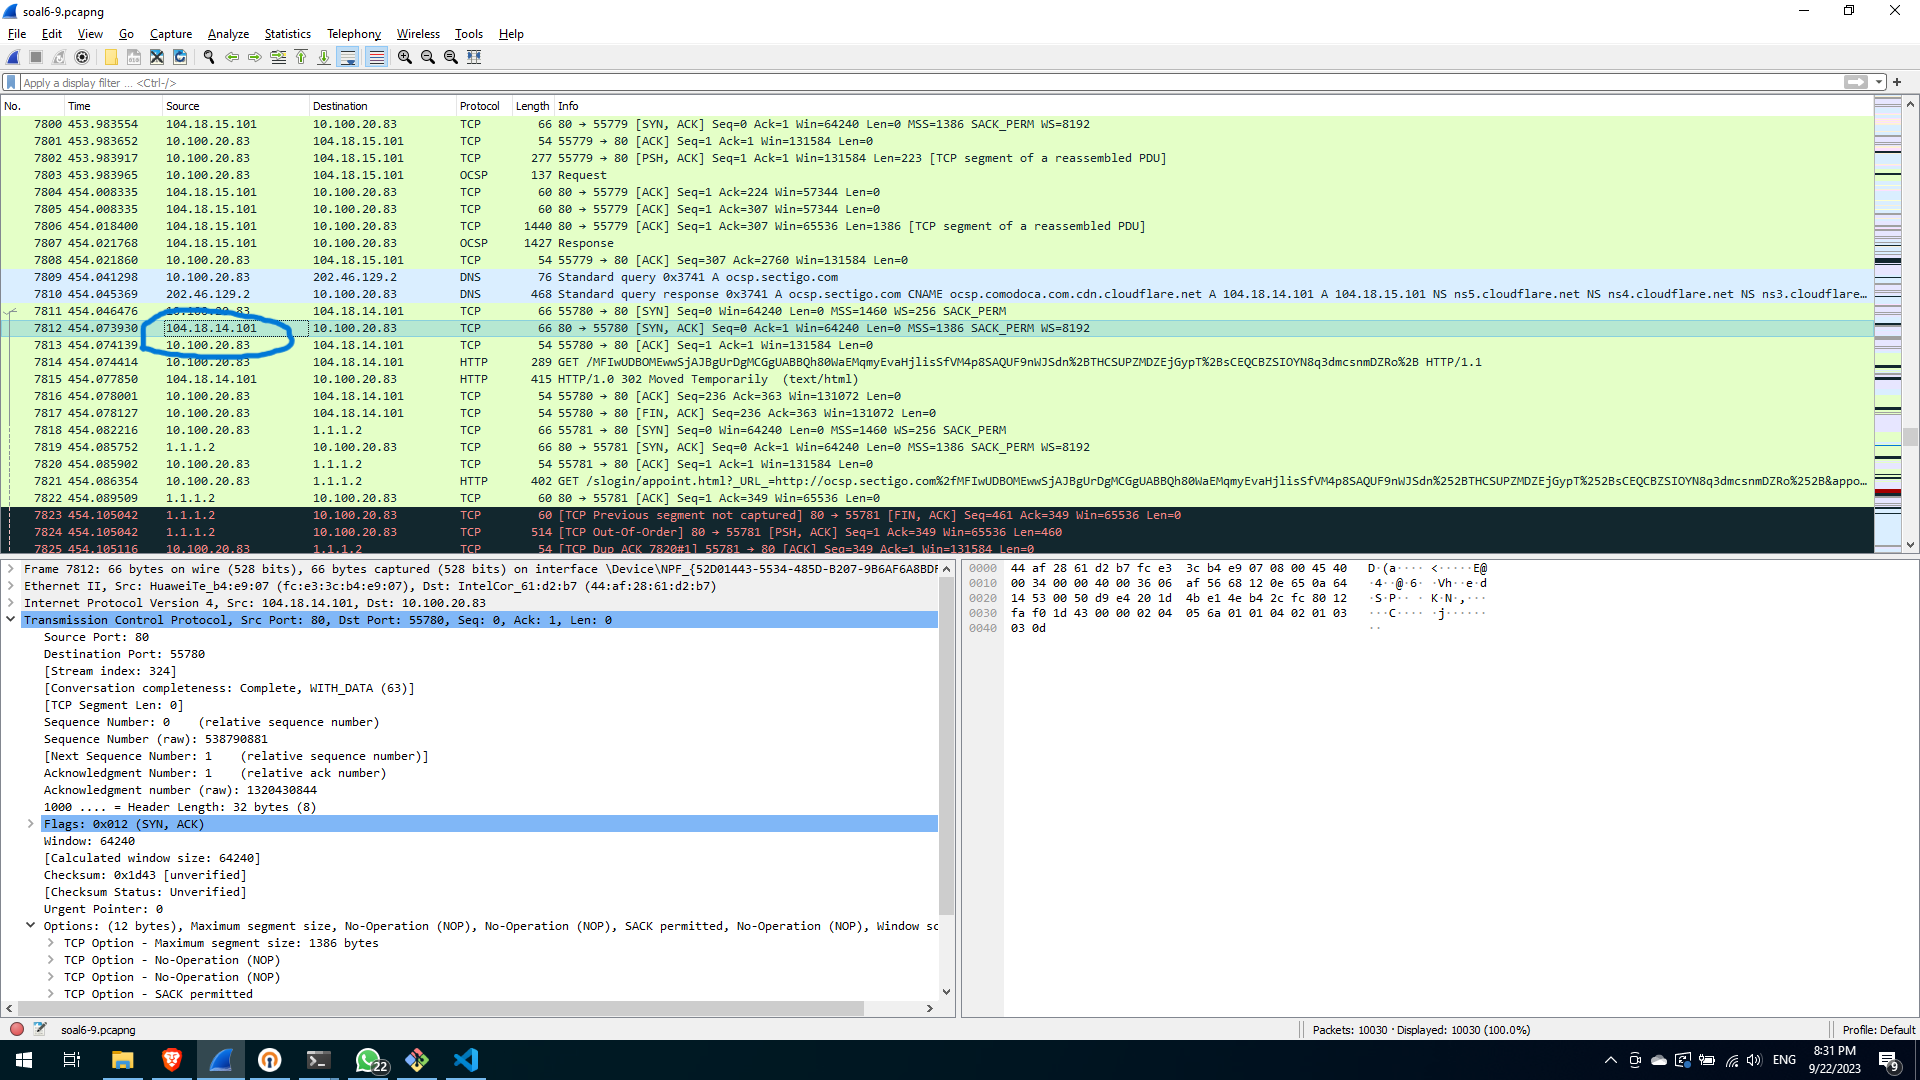 soal6-9.pcapng
File Edit View Go Capture Analyze Statistics Telephony Wireless Tools Help
Apply a display filter ... <Ctrl-/>
No. Time Source Destination Protocol Length Info
7800 453.983554 104.18.15.101 10.100.20.83 TCP 66 80 → 55779 [SYN, ACK] Seq=0 Ack=1 Win=64240 Len=0 MSS=1386 SACK_PERM WS=8192
7801 453.983652 10.100.20.83 104.18.15.101 TCP 54 55779 → 80 [ACK] Seq=1 Ack=1 Win=131584 Len=0
7802 453.983917 10.100.20.83 104.18.15.101 TCP 277 55779 → 80 [PSH, ACK] Seq=1 Ack=1 Win=131584 Len=223 [TCP segment of a reassembled PDU]
7803 453.983965 10.100.20.83 104.18.15.101 OCSP 137 Request
7804 454.008335 104.18.15.101 10.100.20.83 TCP 60 80 → 55779 [ACK] Seq=1 Ack=224 Win=57344 Len=0
7805 454.008335 104.18.15.101 10.100.20.83 TCP 60 80 → 55779 [ACK] Seq=1 Ack=307 Win=57344 Len=0
7806 454.018400 104.18.15.101 10.100.20.83 TCP 1440 80 → 55779 [ACK] Seq=1 Ack=307 Win=65536 Len=1386 [TCP segment of a reassembled PDU]
7807 454.021768 104.18.15.101 10.100.20.83 OCSP 1427 Response
7808 454.021860 10.100.20.83 104.18.15.101 TCP 54 55779 → 80 [ACK] Seq=307 Ack=2760 Win=131584 Len=0
7809 454.041298 10.100.20.83 202.46.129.2 DNS 76 Standard query 0x3741 A ocsp.sectigo.com
7810 454.045369 202.46.129.2 10.100.20.83 DNS 468 Standard query response 0x3741 A ocsp.sectigo.com CNAME ocsp.comodoca.com.cdn.cloudflare.net A 104.18.14.101 A 104.18.15.101 NS ns5.cloudflare.net NS ns4.cloudflare.net NS ns3.cloudflare...
7811 454.046476 10.100.20.83 104.18.14.101 TCP 66 55780 → 80 [SYN] Seq=0 Win=64240 Len=0 MSS=1460 WS=256 SACK_PERM
7812 454.073930 104.18.14.101 10.100.20.83 TCP 66 80 → 55780 [SYN, ACK] Seq=0 Ack=1 Win=64240 Len=0 MSS=1386 SACK_PERM WS=8192
7813 454.074139 10.100.20.83 104.18.14.101 TCP 54 55780 → 80 [ACK] Seq=1 Ack=1 Win=131584 Len=0
7814 454.074414 10.100.20.83 104.18.14.101 HTTP 289 GET /MFIwUDBOMEwwSjAJBgUrDgMCGgUABBQh80WaEMqmyEvaHjlisSfVM4p8SAQUF9nWJSdn%2BTHCSUPZMDZEjGypT%2BsCEQCBZSIOYN8q3dmcsnmDZRo%2B HTTP/1.1
7815 454.077850 104.18.14.101 10.100.20.83 HTTP 415 HTTP/1.0 302 Moved Temporarily (text/html)
7816 454.078001 10.100.20.83 104.18.14.101 TCP 54 55780 → 80 [ACK] Seq=236 Ack=363 Win=131072 Len=0
7817 454.078127 10.100.20.83 104.18.14.101 TCP 54 55780 → 80 [FIN, ACK] Seq=236 Ack=363 Win=131072 Len=0
7818 454.082216 10.100.20.83 1.1.1.2 TCP 66 55781 → 80 [SYN] Seq=0 Win=64240 Len=0 MSS=1460 WS=256 SACK_PERM
7819 454.085752 1.1.1.2 10.100.20.83 TCP 66 80 → 55781 [SYN, ACK] Seq=0 Ack=1 Win=64240 Len=0 MSS=1386 SACK_PERM WS=8192
7820 454.085902 10.100.20.83 1.1.1.2 TCP 54 55781 → 80 [ACK] Seq=1 Ack=1 Win=131584 Len=0
7821 454.086354 10.100.20.83 1.1.1.2 HTTP 402 GET /slogin/appoint.html?_URL_=http://ocsp.sectigo.com%2fMFIwUDBOMEwwSjAJBgUrDgMCGgUABBQh80WaEMqmyEvaHjlisSfVM4p8SAQUF9nWJSdn%252BTHCSUPZMDZEjGypT%252BsCEQCBZSIOYN8q3dmcsnmDZRo%252B&appo...
7822 454.089509 1.1.1.2 10.100.20.83 TCP 60 80 → 55781 [ACK] Seq=1 Ack=349 Win=65536 Len=0
7823 454.105042 1.1.1.2 10.100.20.83 TCP 60 [TCP Previous segment not captured] 80 → 55781 [FIN, ACK] Seq=461 Ack=349 Win=65536 Len=0
7824 454.105042 1.1.1.2 10.100.20.83 TCP 514 [TCP Out-Of-Order] 80 → 55781 [PSH, ACK] Seq=1 Ack=349 Win=65536 Len=460
7825 454.105116 10.100.20.83 1.1.1.2 TCP 54 [TCP Dup ACK 7820#1] 55781 → 80 [ACK] Seq=349 Ack=1 Win=131584 Len=0
Frame 7812: 66 bytes on wire (528 bits), 66 bytes captured (528 bits) on interface \Device\NPF_{52D01443-5534-485D-B207-9B6AF6A8BDF
Ethernet II, Src: HuaweiTe_b4:e9:07 (fc:e3:3c:b4:e9:07), Dst: IntelCor_61:d2:b7 (44:af:28:61:d2:b7)
Internet Protocol Version 4, Src: 104.18.14.101, Dst: 10.100.20.83
Transmission Control Protocol, Src Port: 80, Dst Port: 55780, Seq: 0, Ack: 1, Len: 0
Source Port: 80
Destination Port: 55780
[Stream index: 324]
[Conversation completeness: Complete, WITH_DATA (63)]
[TCP Segment Len: 0]
Sequence Number: 0 (relative sequence number)
Sequence Number (raw): 538790881
[Next Sequence Number: 1 (relative sequence number)]
Acknowledgment Number: 1 (relative ack number)
Acknowledgment number (raw): 1320430844
1000 .... = Header Length: 32 bytes (8)
Flags: 0x012 (SYN, ACK)
Window: 64240
[Calculated window size: 64240]
Checksum: 0x1d43 [unverified]
[Checksum Status: Unverified]
Urgent Pointer: 0
Options: (12 bytes), Maximum segment size, No-Operation (NOP), No-Operation (NOP), SACK permitted, No-Operation (NOP), Window sc
TCP Option - Maximum segment size: 1386 bytes
TCP Option - No-Operation (NOP)
TCP Option - No-Operation (NOP)
TCP Option - SACK permitted
0000 44 af 28 61 d2 b7 fc e3 3c b4 e9 07 08 00 45 40 D·(a···· <·····E@
0010 00 34 00 00 40 00 36 06 af 56 68 12 0e 65 0a 64 ·4··@·6· ·Vh··e·d
0020 14 53 00 50 d9 e4 20 1d 4b e1 4e b4 2c fc 80 12 ·S·P·· · K·N·,···
0030 fa f0 1d 43 00 00 02 04 05 6a 01 01 04 02 01 03 ···C···· ·j······
0040 03 0d ··
soal6-9.pcapng
Packets: 10030 · Displayed: 10030 (100.0%)
Profile: Default
22
ENG
8:31 PM
9/22/2023
9